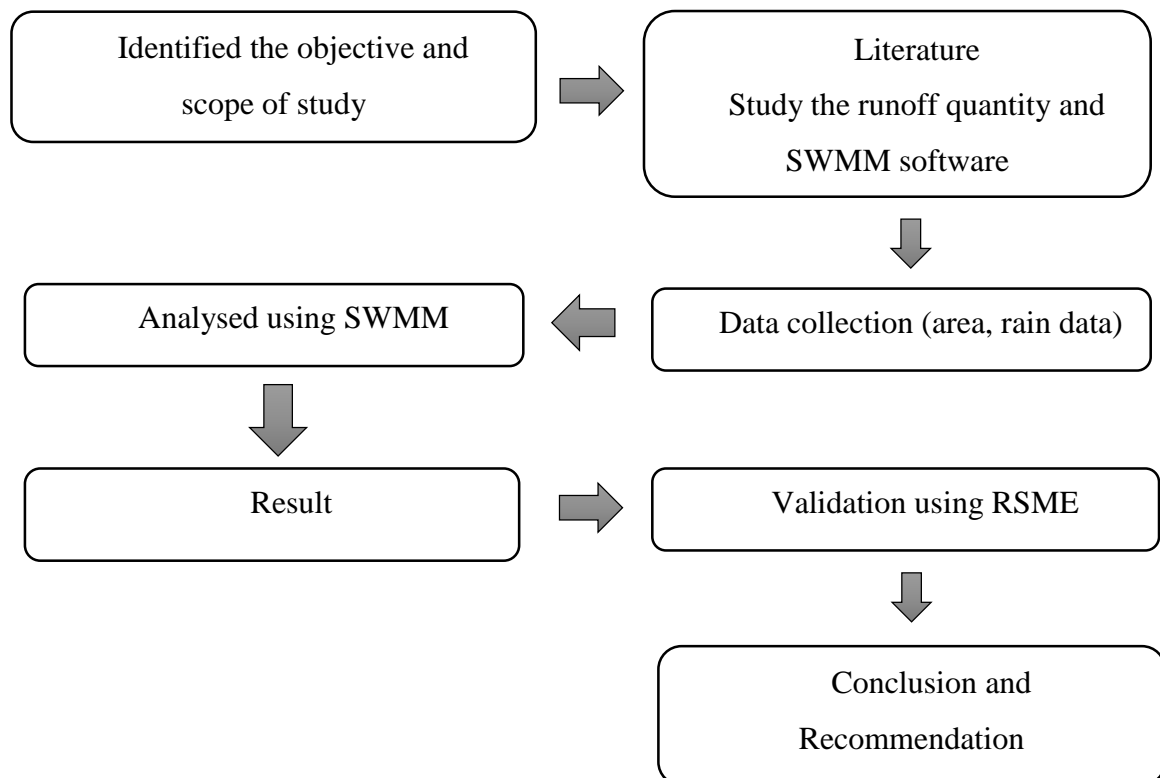 Identified the objective and
scope of study
Literature
Study the runoff quantity and
SWMM software
Data collection (area, rain data)
Analysed using SWMM
Result
Validation using RSME
Conclusion and
Recommendation